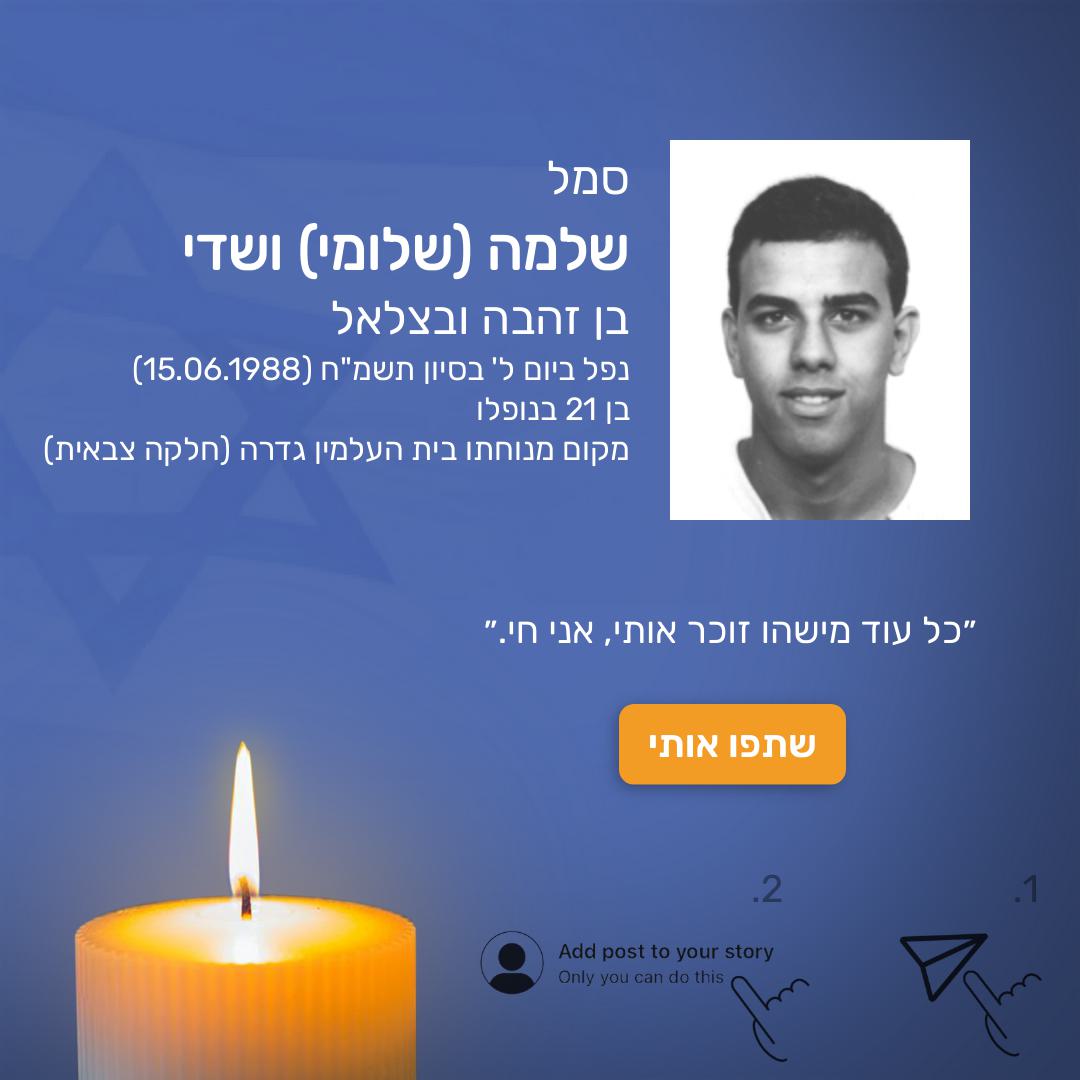 סמל
שלמה (שלומי) ושדי
בן זהבה ובצלאל
נפל ביום ל' בסיון תשמ"ח (15.06.1988)
בן 21 בנופלו
מקום מנוחתו בית העלמין גדרה (חלקה צבאית)
״כל עוד מישהו זוכר אותי, אני חי.״
שתפו אותי
1.
2.
Add post to your story
Only you can do this